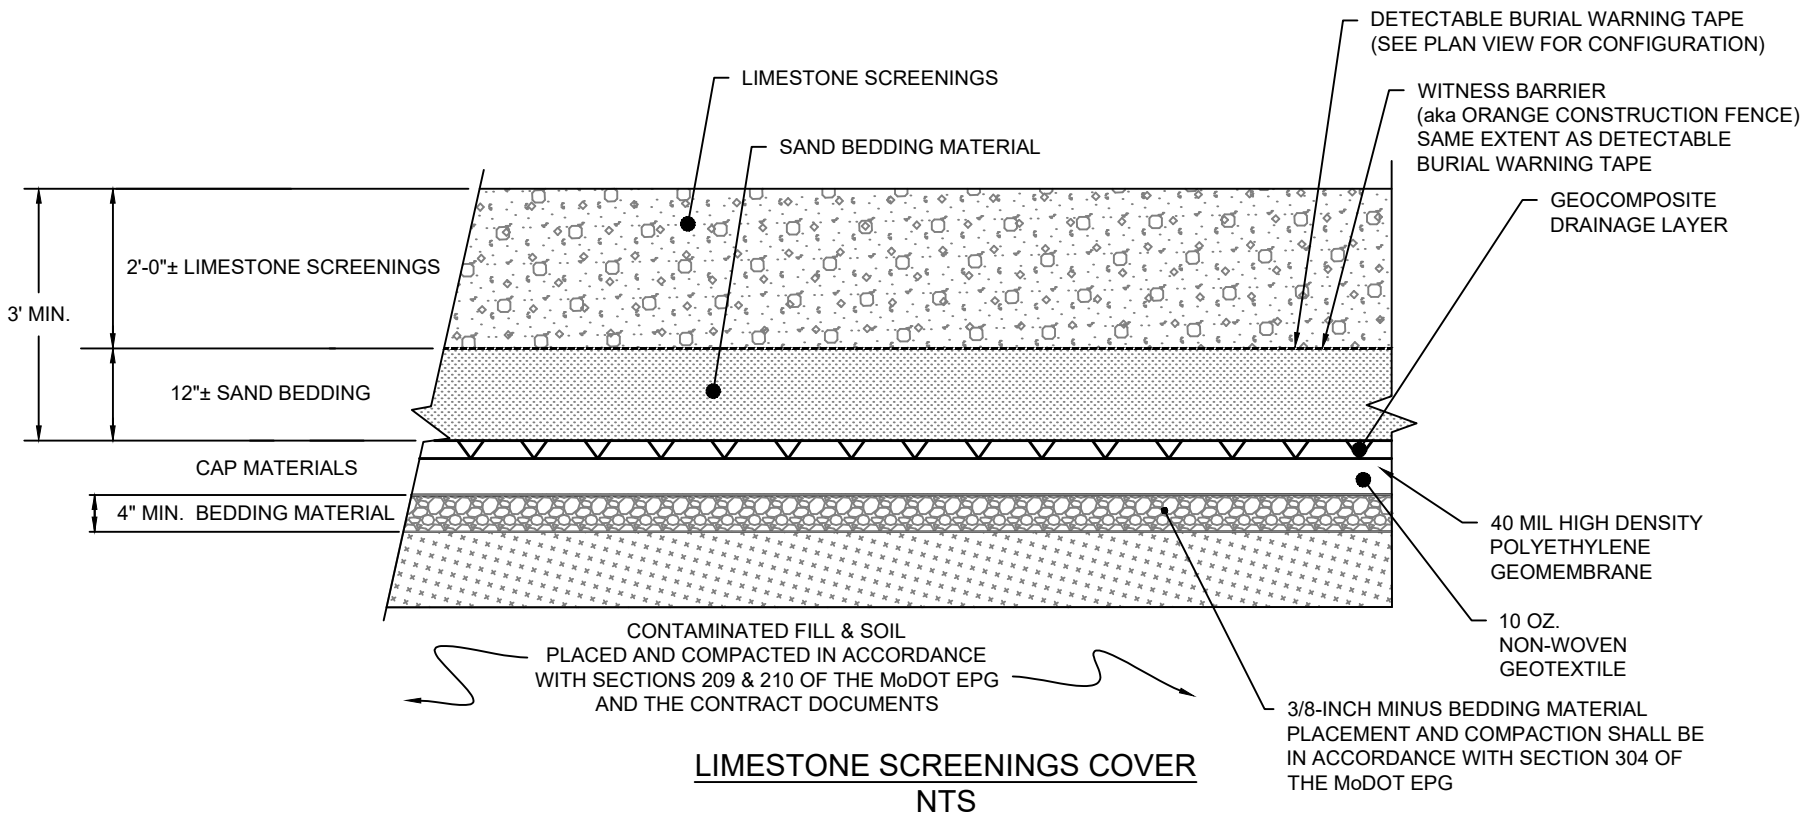 DETECTABLE BURIAL WARNING TAPE
(SEE PLAN VIEW FOR CONFIGURATION)
LIMESTONE SCREENINGS
WITNESS BARRIER
(aka ORANGE CONSTRUCTION FENCE)
SAME EXTENT AS DETECTABLE
BURIAL WARNING TAPE
SAND BEDDING MATERIAL
GEOCOMPOSITE
DRAINAGE LAYER
2'-0"± LIMESTONE SCREENINGS
3' MIN.
12"± SAND BEDDING
CAP MATERIALS
4" MIN. BEDDING MATERIAL
40 MIL HIGH DENSITY
POLYETHYLENE
GEOMEMBRANE
10 OZ.
NON-WOVEN
GEOTEXTILE
CONTAMINATED FILL & SOIL
PLACED AND COMPACTED IN ACCORDANCE
WITH SECTIONS 209 & 210 OF THE MoDOT EPG
AND THE CONTRACT DOCUMENTS
3/8-INCH MINUS BEDDING MATERIAL
PLACEMENT AND COMPACTION SHALL BE
IN ACCORDANCE WITH SECTION 304 OF
THE MoDOT EPG
LIMESTONE SCREENINGS COVER
NTS